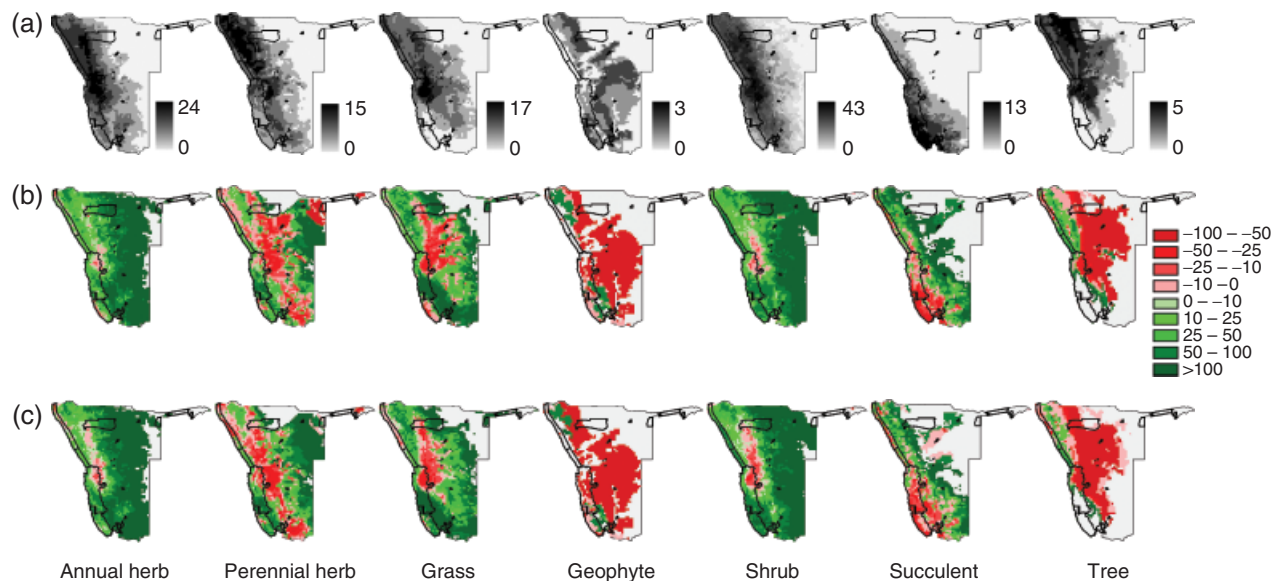 (a)
24
0
15
0
17
0
3
0
43
0
13
0
5
0
(b)
−100 – −50
−50 – −25
−25 – −10
−10 – 0
0 – −10
10 – 25
25 – 50
50 – 100
>100
(c)
Annual herb Perennial herb Grass Geophyte Shrub Succulent Tree